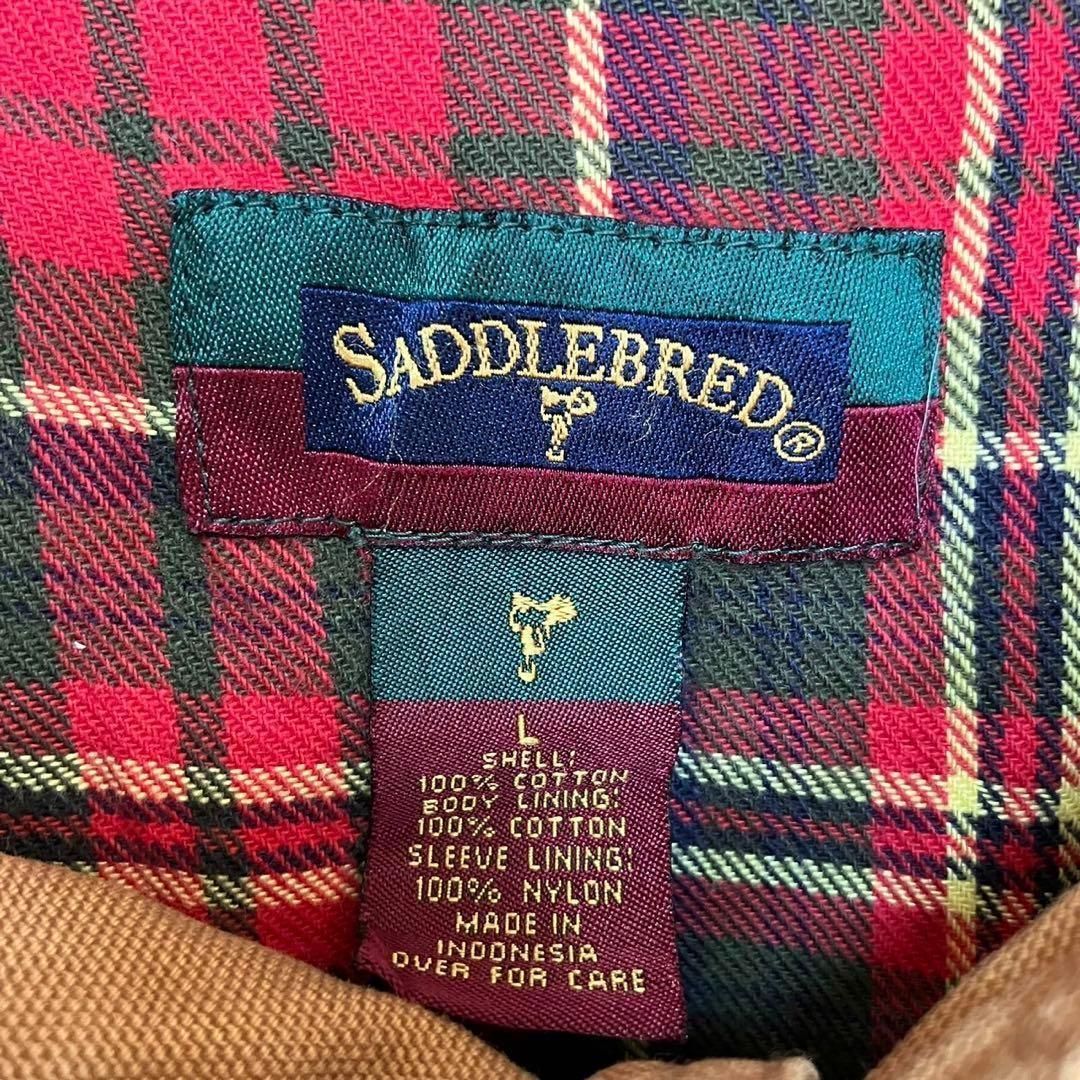 SADDLEBRED®
L
SHELL:
100% COTTON
BODY LINING:
100% COTTON
SLEEVE LINING:
100% NYLON
MADE IN
INDONESIA
OVER FOR CARE